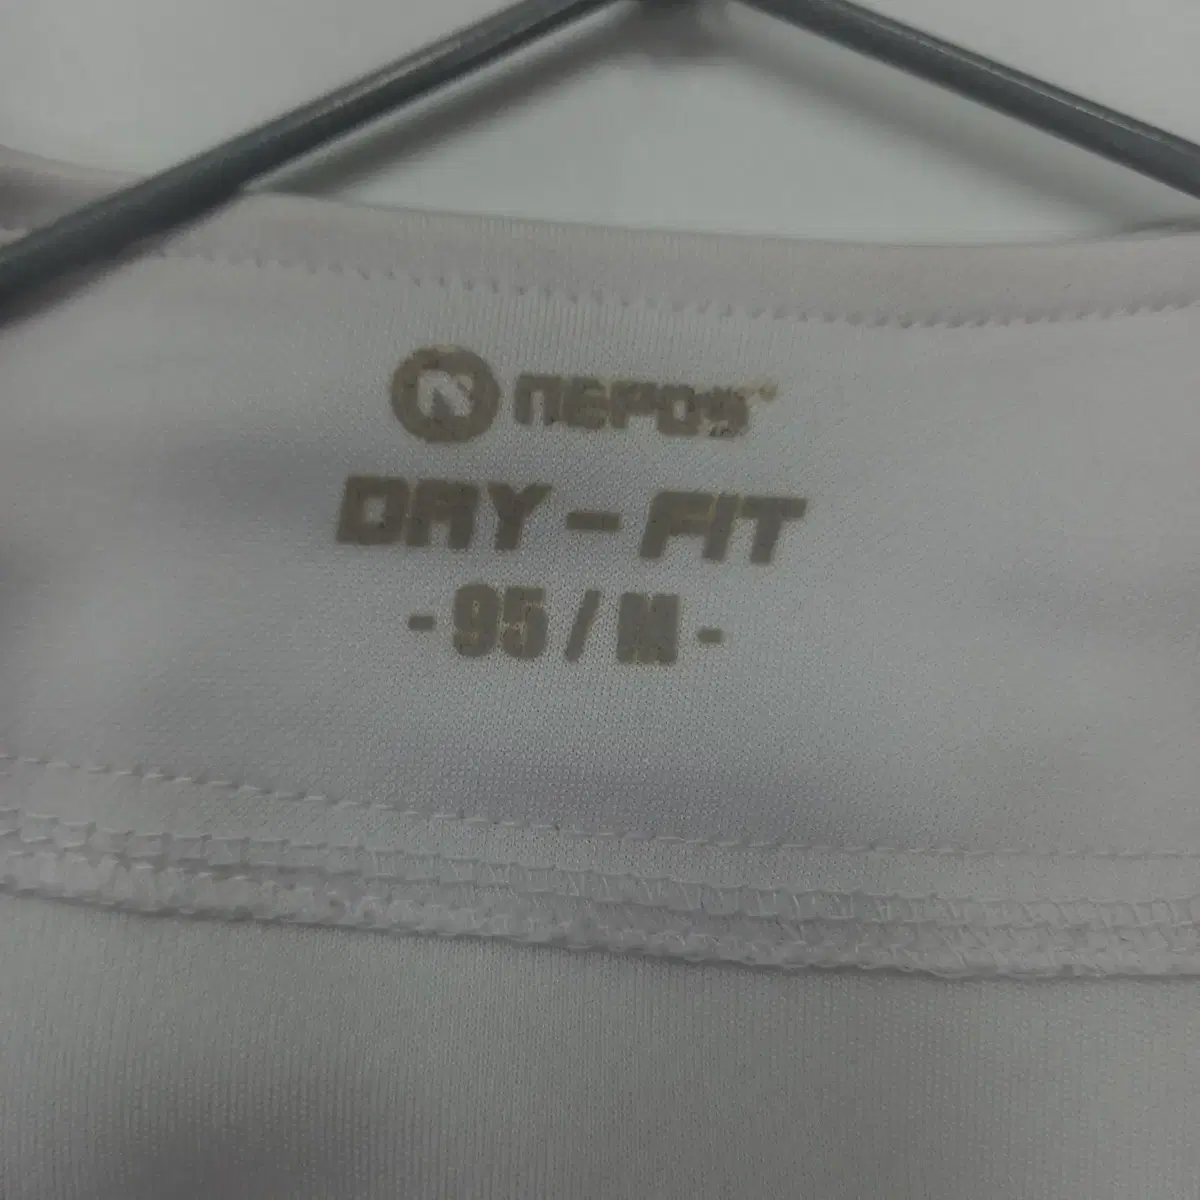 N nepos
DRY - FIT
- 95 / M -